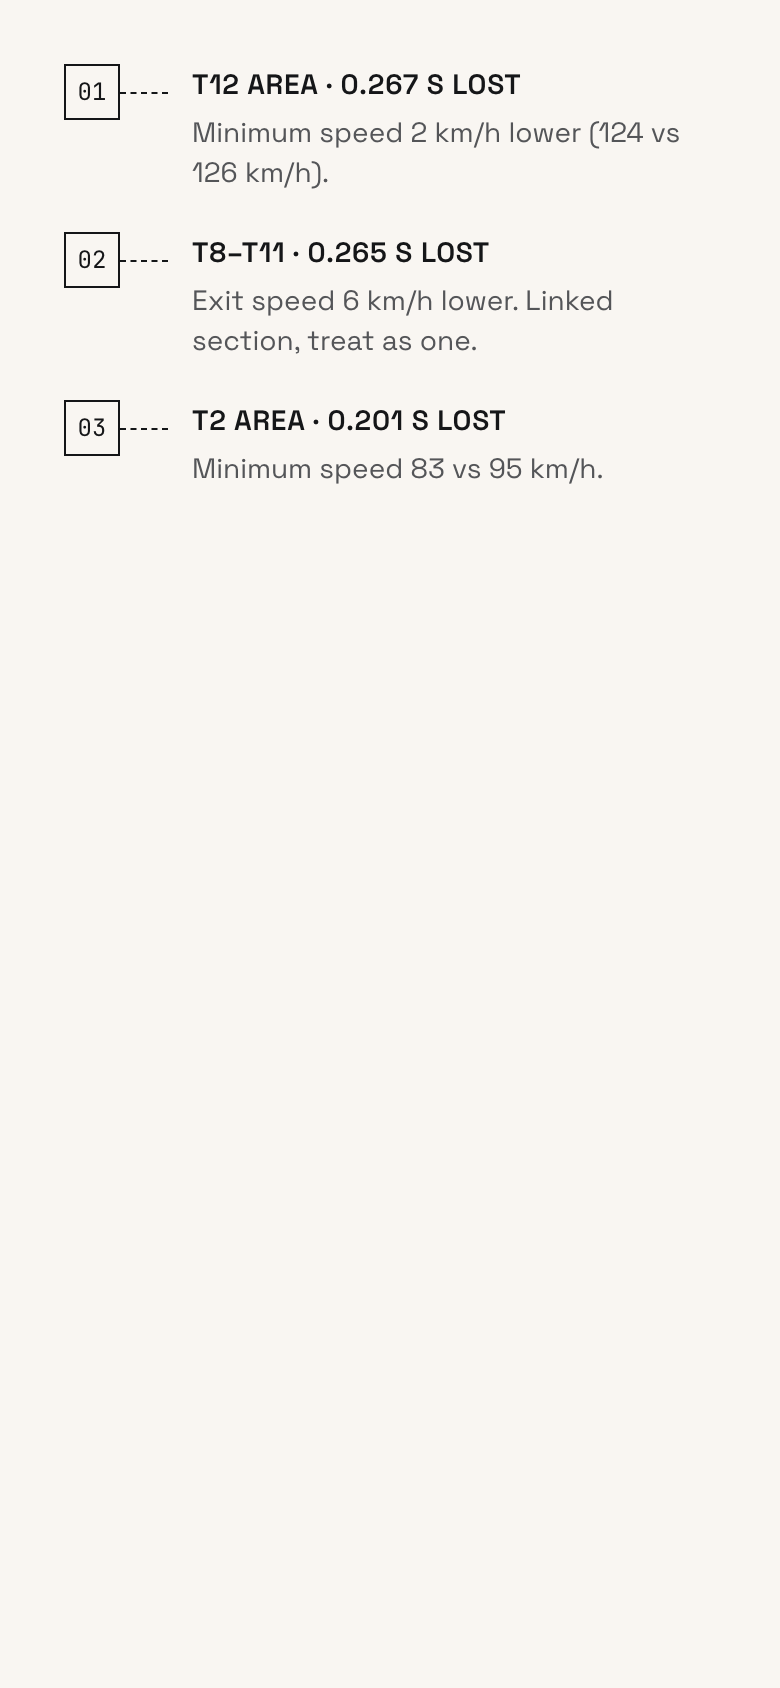 01
T12 AREA · 0.267 S LOST
Minimum speed 2 km/h lower (124 vs
126 km/h).
02
T8–T11 · 0.265 S LOST
Exit speed 6 km/h lower. Linked
section, treat as one.
03
T2 AREA · 0.201 S LOST
Minimum speed 83 vs 95 km/h.